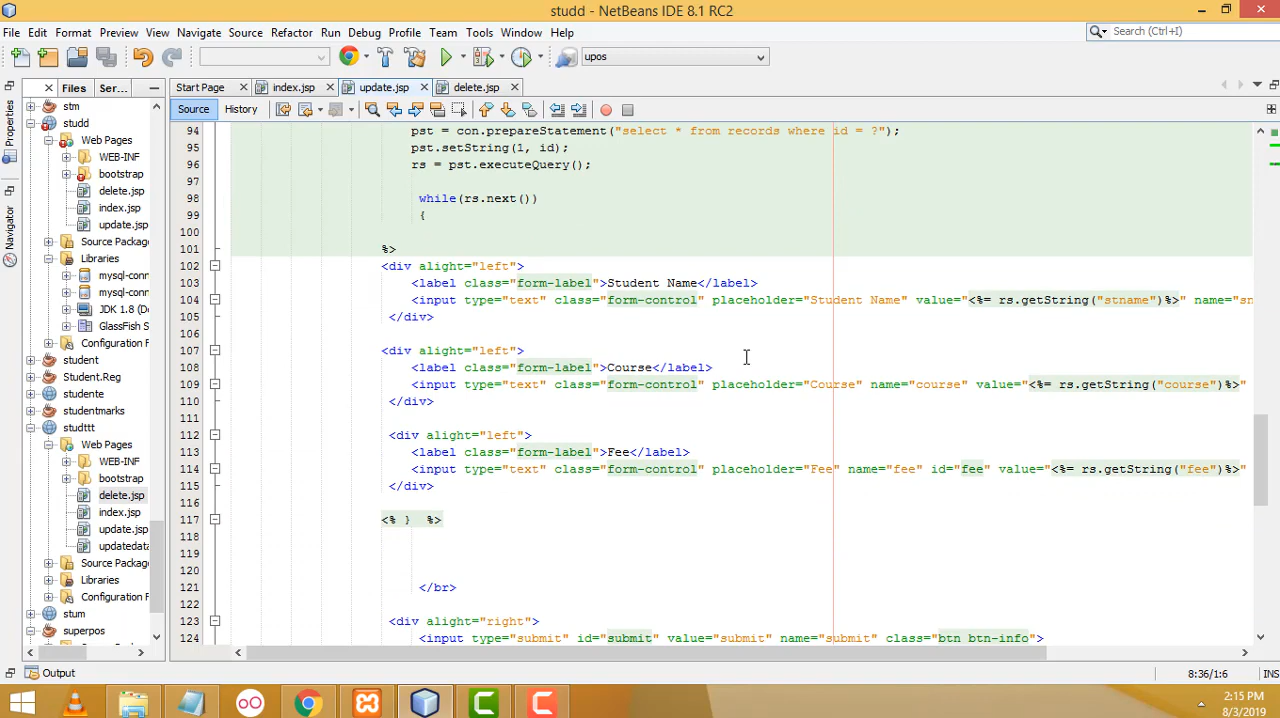 studd - NetBeans IDE 8.1 RC2
File Edit Format Preview View Navigate Source Refactor Run Debug Profile Team Tools Window Help
Search (Ctrl+I)
upos
Files Ser...
Start Page index.jsp update.jsp delete.jsp
Source History
Properties
Navigator
stm
studd
Web Pages
WEB-INF
bootstrap
delete.jsp
index.jsp
update.jsp
Source Packag
Libraries
mysql-conn
mysql-conn
JDK 1.8 (De
GlassFish S
Configuration F
student
Student.Reg
studente
studentmarks
studttt
Web Pages
WEB-INF
bootstrap
delete.jsp
index.jsp
update.jsp
updatedata
Source Packag
Libraries
Configuration F
stum
superpos
94 pst = con.prepareStatement("select * from records where id = ?");
95 pst.setString(1, id);
96 rs = pst.executeQuery();
97
98 while(rs.next())
99 {
100
101 %>
102 <div alight="left">
103 <label class="form-label">Student Name</label>
104 <input type="text" class="form-control" placeholder="Student Name" value="<%= rs.getString("stname")%>" name="sn
105 </div>
106
107 <div alight="left">
108 <label class="form-label">Course</label>
109 <input type="text" class="form-control" placeholder="Course" name="course" value="<%= rs.getString("course")%>"
110 </div>
111
112 <div alight="left">
113 <label class="form-label">Fee</label>
114 <input type="text" class="form-control" placeholder="Fee" name="fee" id="fee" value="<%= rs.getString("fee")%>"
115 </div>
116
117 <% } %>
118
119
120
121 </br>
122
123 <div alight="right">
124 <input type="submit" id="submit" value="submit" name="submit" class="btn btn-info">
Output
8:36/1:6 INS
2:15 PM
8/3/2019